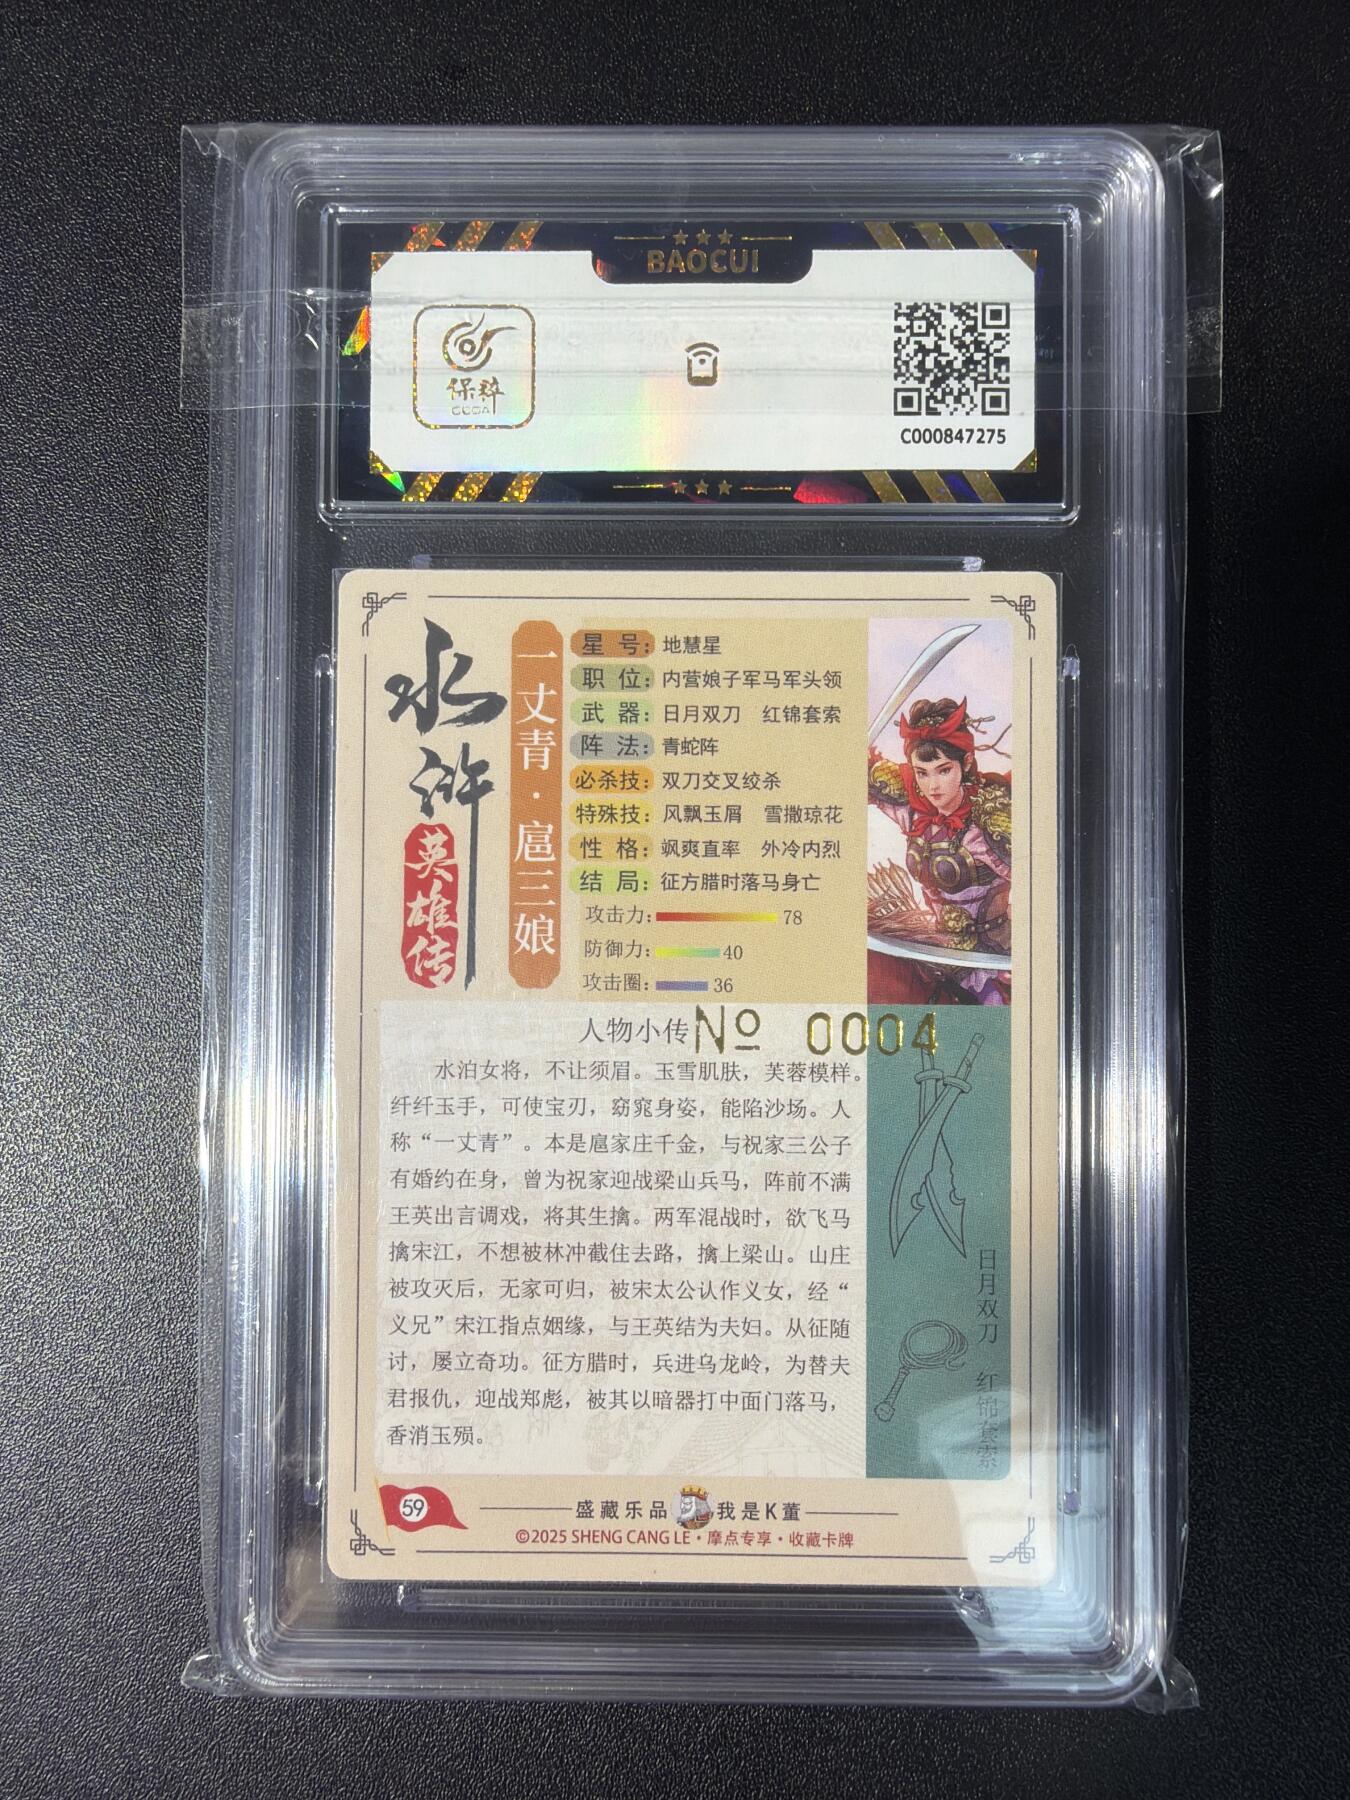 BAOCUI
保粹
CCGA
C000847275
水浒
英雄传
一丈青·扈三娘
星 号：地慧星
职 位：内营娘子军马军头领
武 器：日月双刀 红锦套索
阵 法：青蛇阵
必杀技：双刀交叉绞杀
特殊技：风飘玉屑 雪撒琼花
性 格：飒爽直率 外冷内烈
结 局：征方腊时落马身亡
攻击力：78
防御力：40
攻击圈：36
人物小传
No 0004
水泊女将，不让须眉。玉雪肌肤，芙蓉模样。
纤纤玉手，可使宝刃，窈窕身姿，能陷沙场。人
称“一丈青”。本是扈家庄千金，与祝家三公子
有婚约在身，曾为祝家迎战梁山兵马，阵前不满
王英出言调戏，将其生擒。两军混战时，欲飞马
擒宋江，不想被林冲截住去路，擒上梁山。山庄
被攻灭后，无家可归，被宋太公认作义女，经“
义兄”宋江指点姻缘，与王英结为夫妇。从征随
讨，屡立奇功。征方腊时，兵进乌龙岭，为替夫
君报仇，迎战郑彪，被其以暗器打中面门落马，
香消玉殒。
日月双刀 红锦套索
59
盛藏乐品 我是K董
©2025 SHENG CANG LE·摩点专享·收藏卡牌